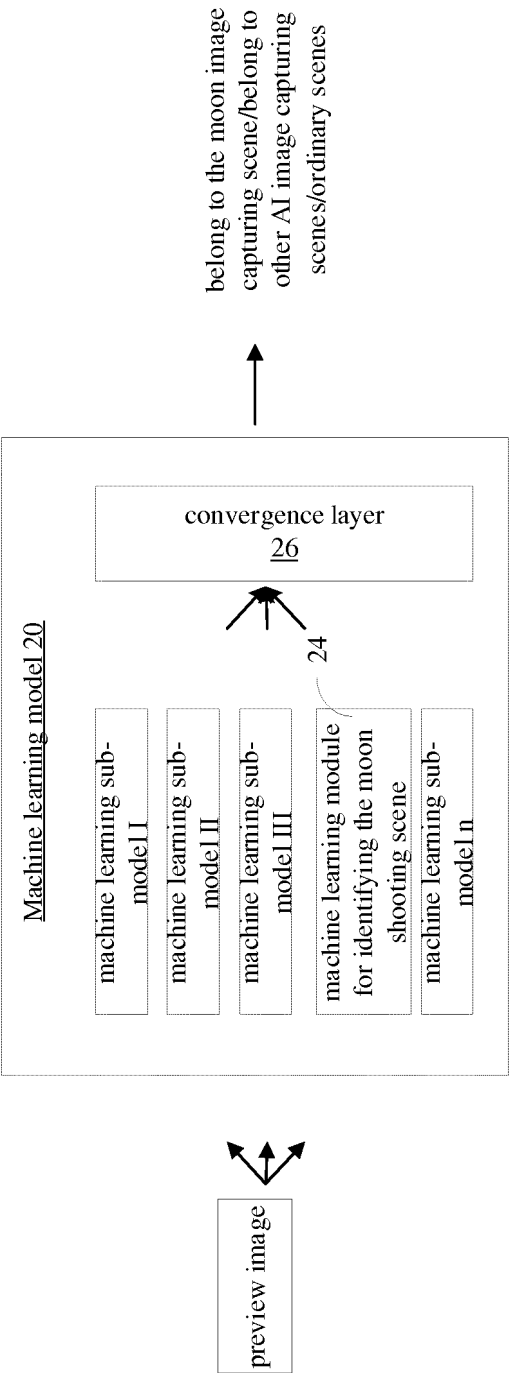 preview image
Machine learning model 20
machine learning sub-
model I
machine learning sub-
model II
machine learning sub-
model III
machine learning module
for identifying the moon
shooting scene
24
machine learning sub-
model n
convergence layer
26
belong to the moon image
capturing scene/belong to
other AI image capturing
scenes/ordinary scenes